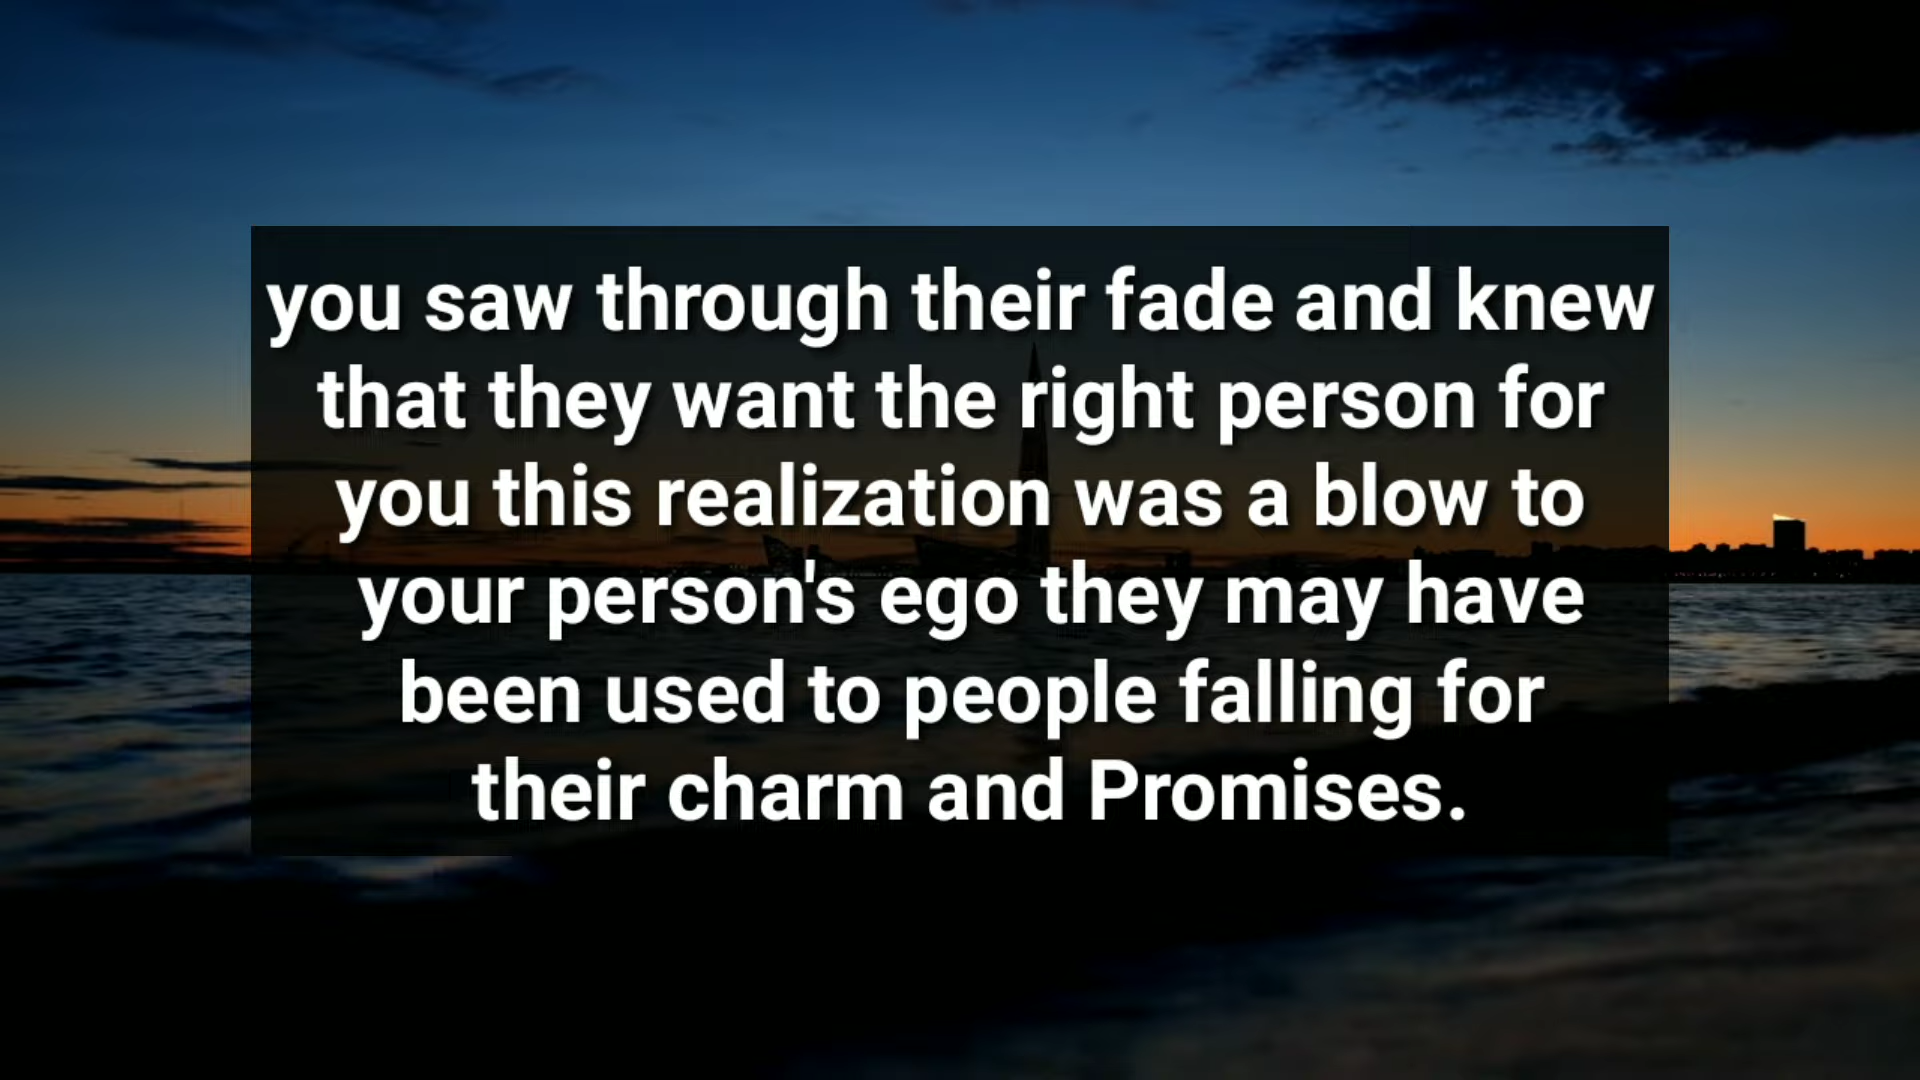 you saw through their fade and knew
that they want the right person for
you this realization was a blow to
your person's ego they may have
been used to people falling for
their charm and Promises.